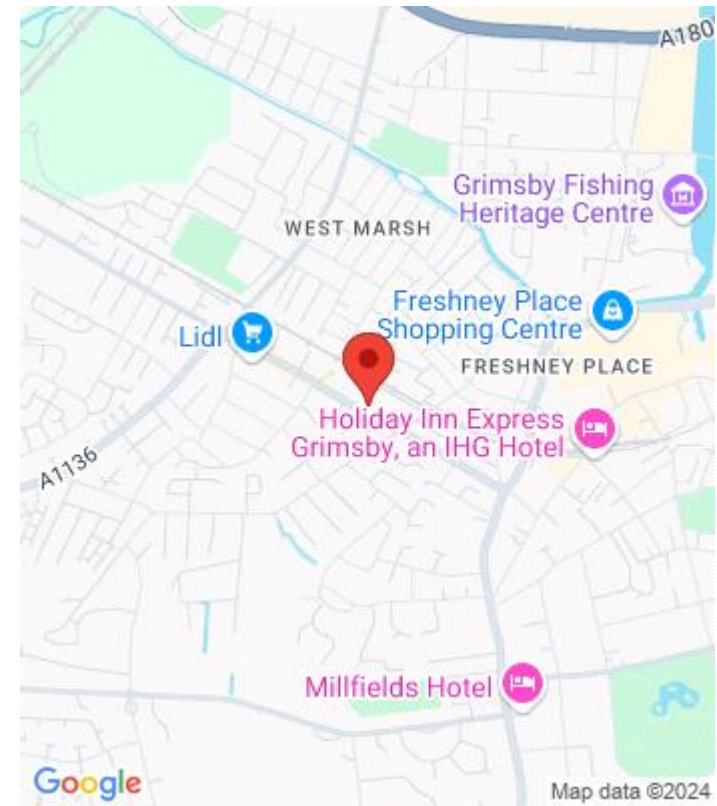 A180
Grimsby Fishing
Heritage Centre
WEST MARSH
Freshney Place
Shopping Centre
Lidl
FRESHNEY PLACE
Holiday Inn Express
Grimsby, an IHG Hotel
A1136
Millfields Hotel
Google
Map data ©2024